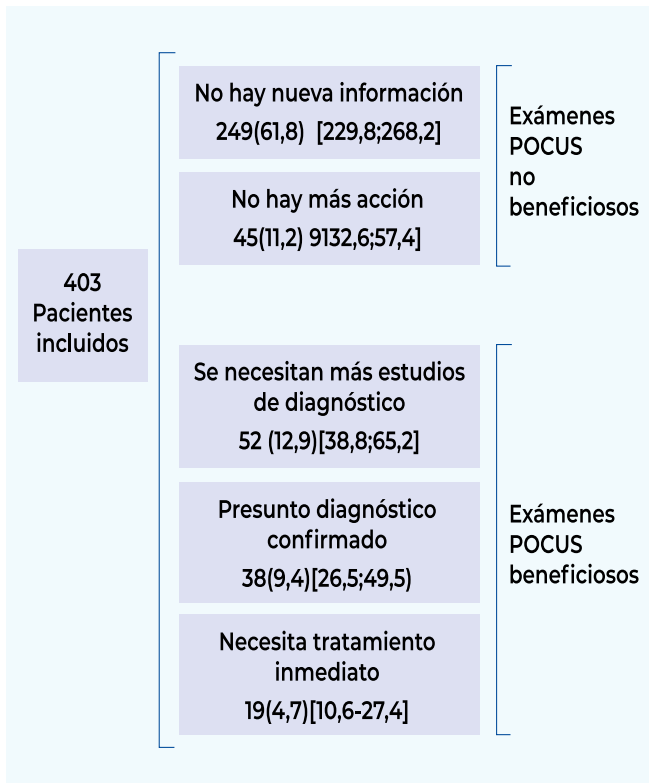 403
Pacientes
incluidos
No hay nueva información
249(61,8) [229,8;268,2]
No hay más acción
45(11,2) 9132,6;57,4]
Exámenes
POCUS
no
beneficiosos
Se necesitan más estudios
de diagnóstico
52 (12,9)[38,8;65,2]
Presunto diagnóstico
confirmado
38(9,4)[26,5;49,5)
Necesita tratamiento
inmediato
19(4,7)[10,6-27,4]
Exámenes
POCUS
beneficiosos